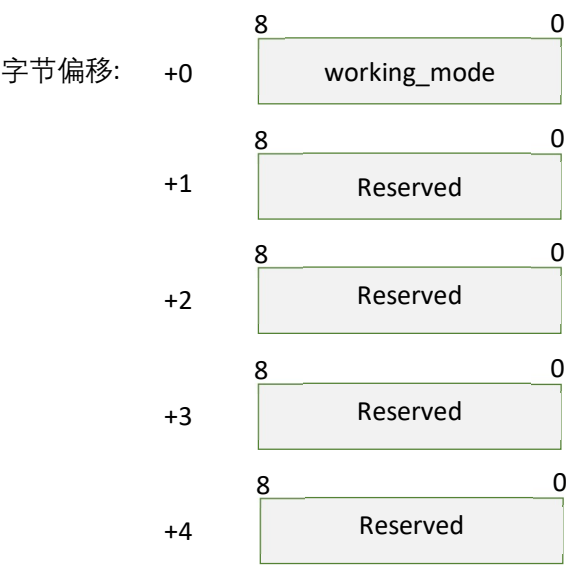 8 0
字节偏移: +0 working_mode
8 0
+1 Reserved
8 0
+2 Reserved
8 0
+3 Reserved
8 0
+4 Reserved